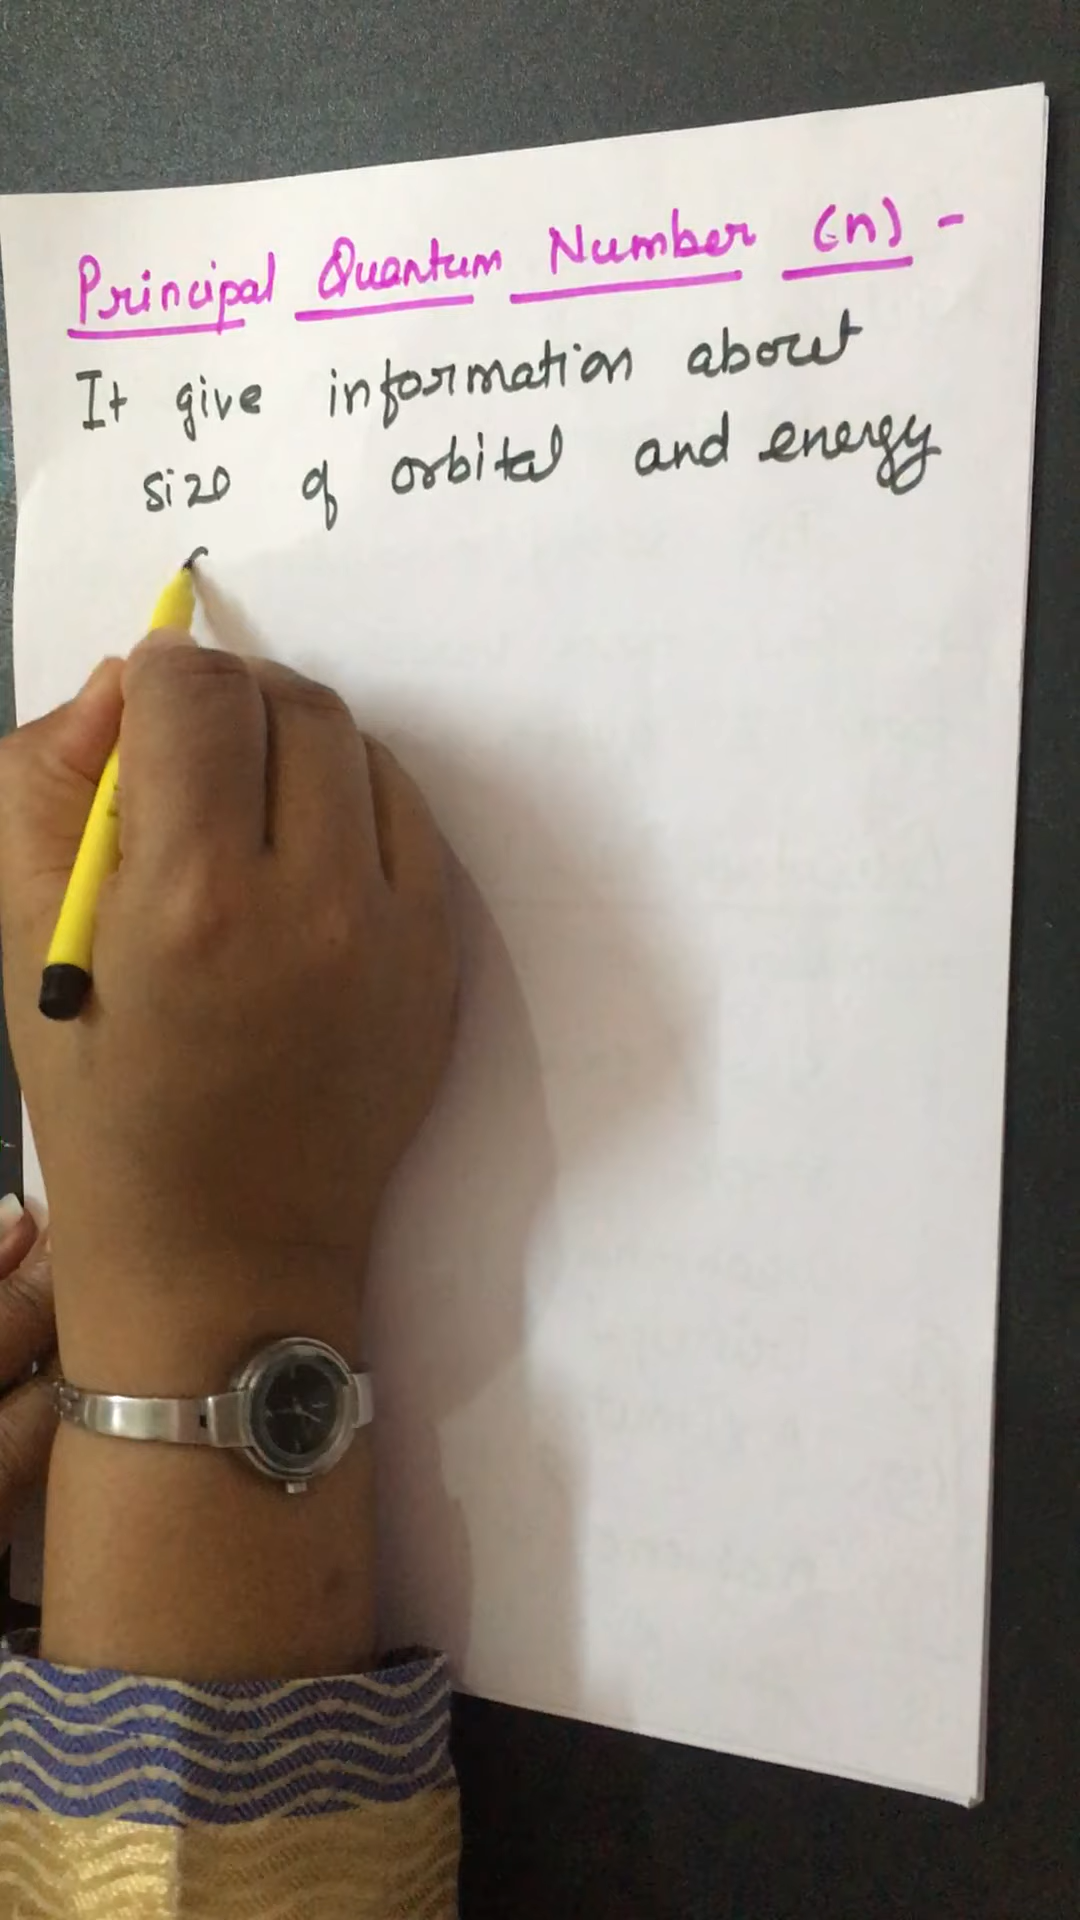 Principal Quantum Number (n) -
It give information about
size of orbital and energy